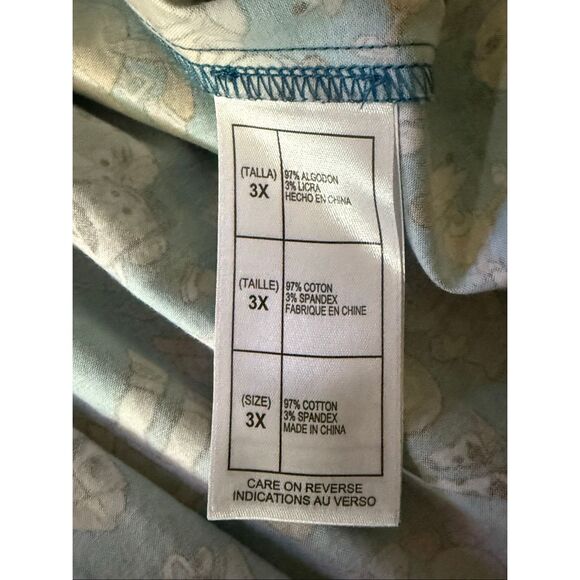 (TALLA)
3X
97% ALGODON
3% LICRA
HECHO EN CHINA
(TAILLE)
3X
97% COTON
3% SPANDEX
FABRIQUE EN CHINE
(SIZE)
3X
97% COTTON
3% SPANDEX
MADE IN CHINA
CARE ON REVERSE
INDICATIONS AU VERSO